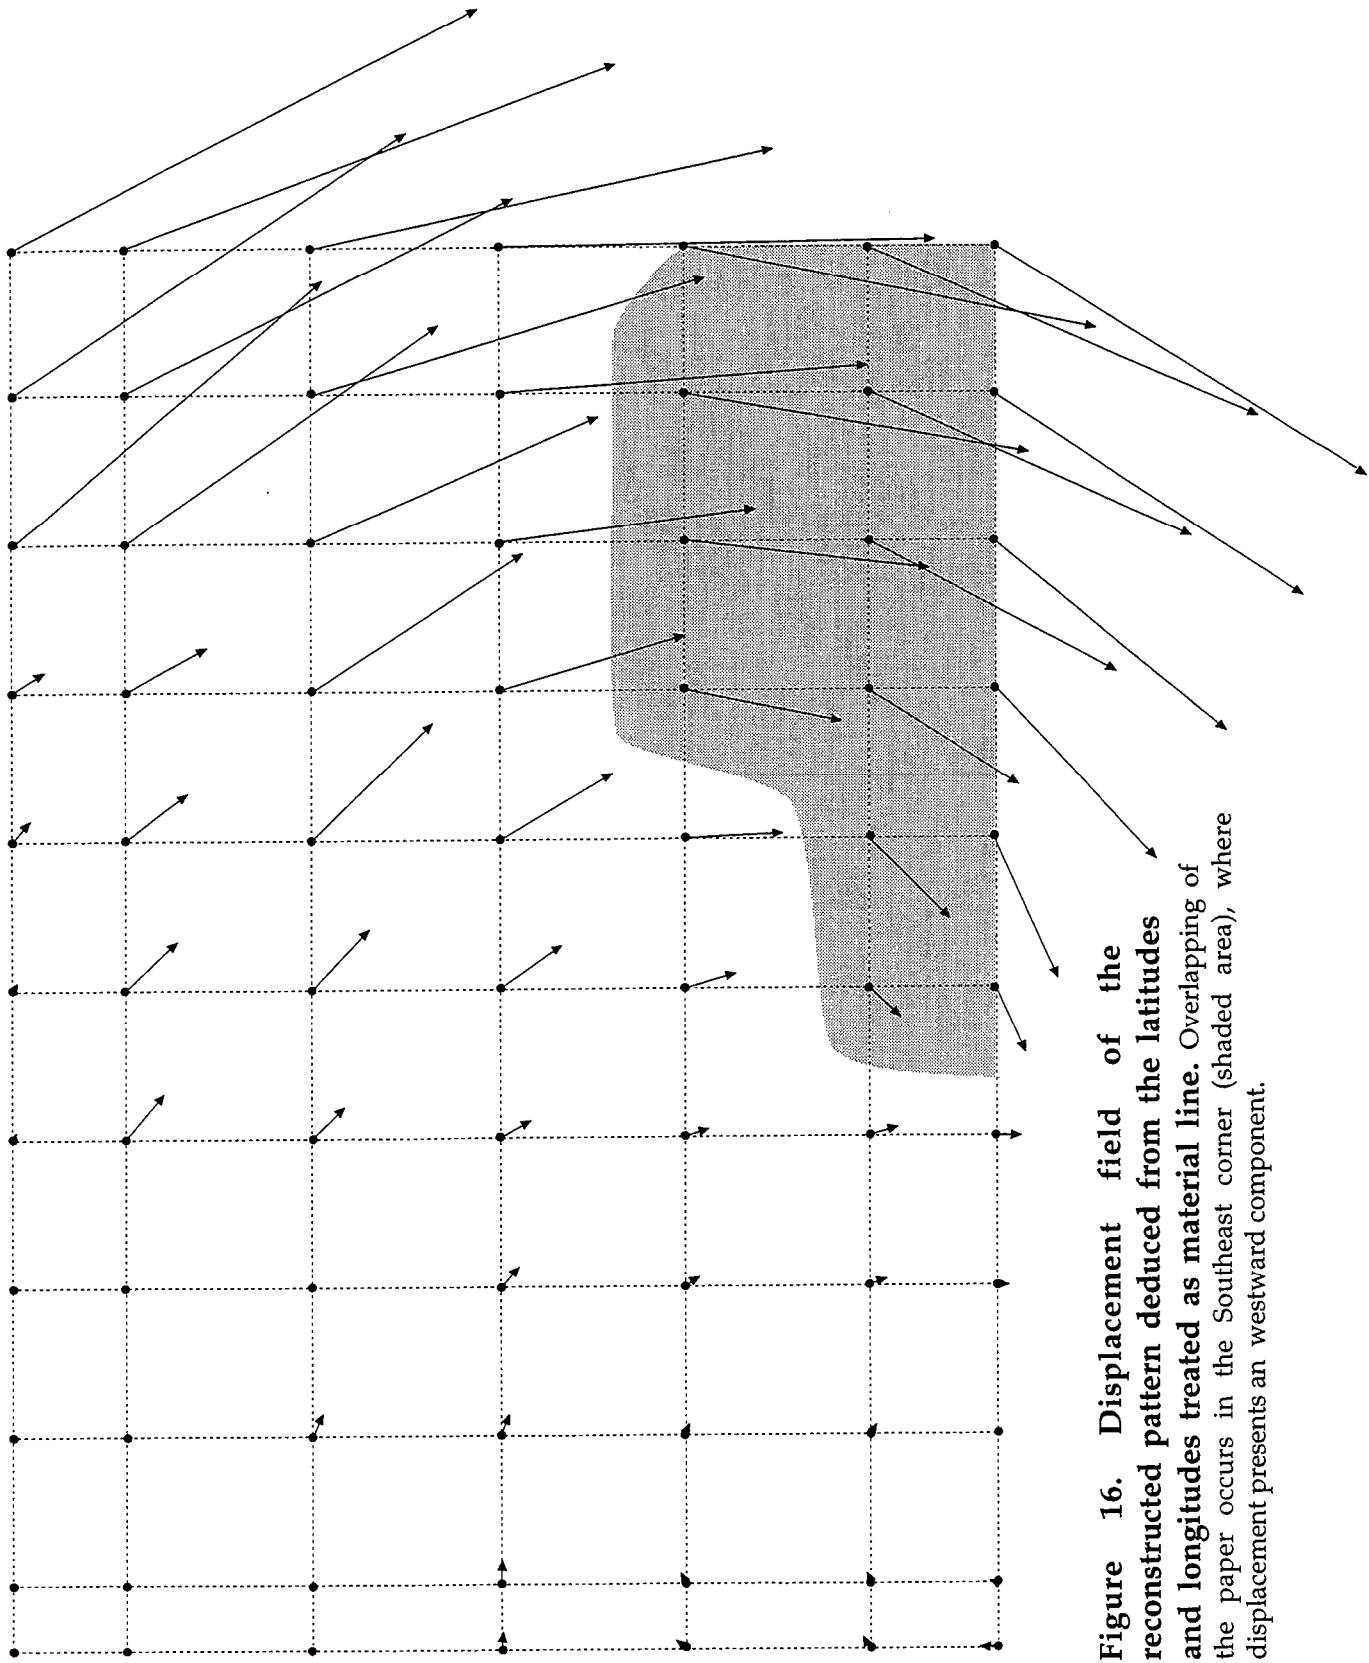 Figure 16. Displacement field of the
reconstructed pattern deduced from the latitudes
and longitudes treated as material line. Overlapping of
the paper occurs in the Southeast corner (shaded area), where
displacement presents an westward component.